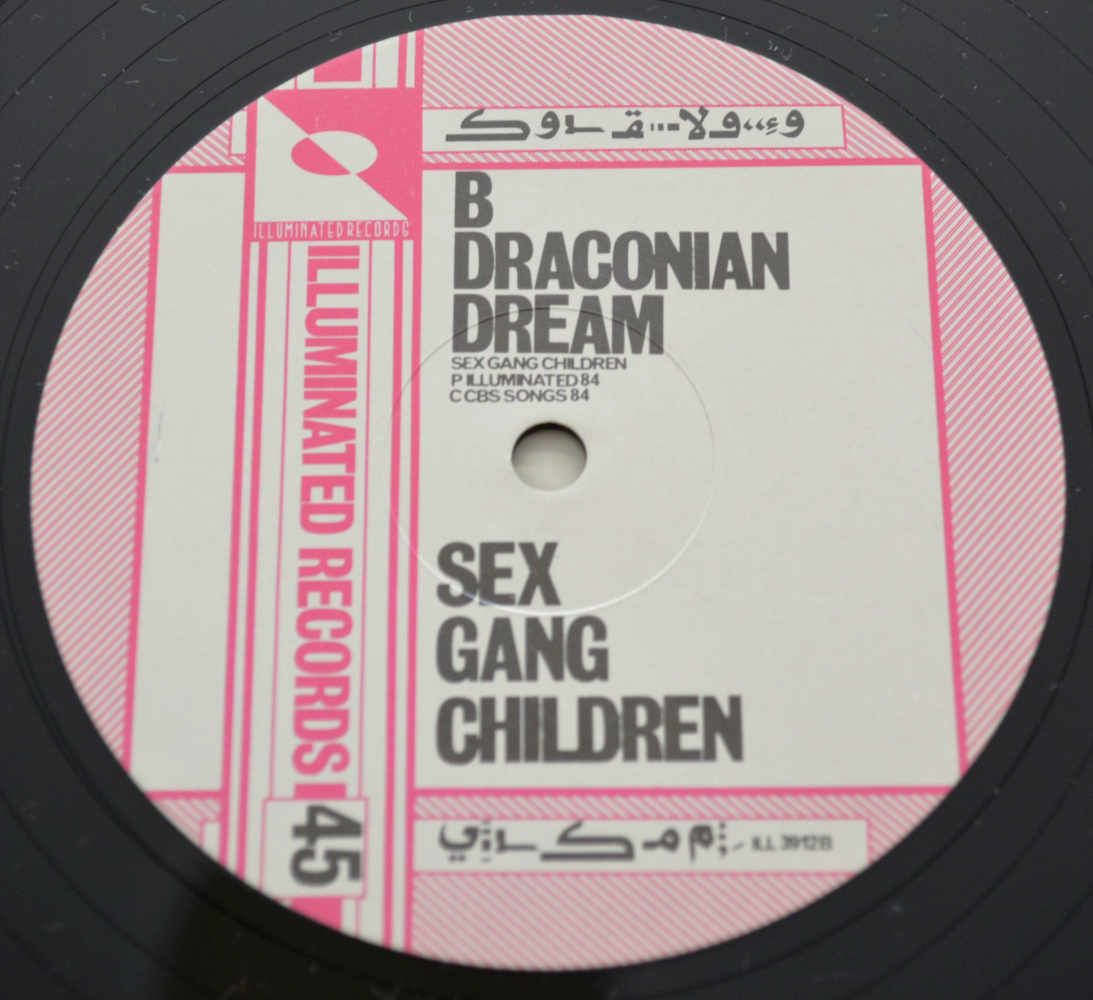 B
DRACONIAN
DREAM
SEX GANG CHILDREN
P ILLUMINATED 84
C CBS SONGS 84
SEX
GANG
CHILDREN
ILL 3912B
ILLUMINATED RECORDS
ILLUMINATED RECORDS
45